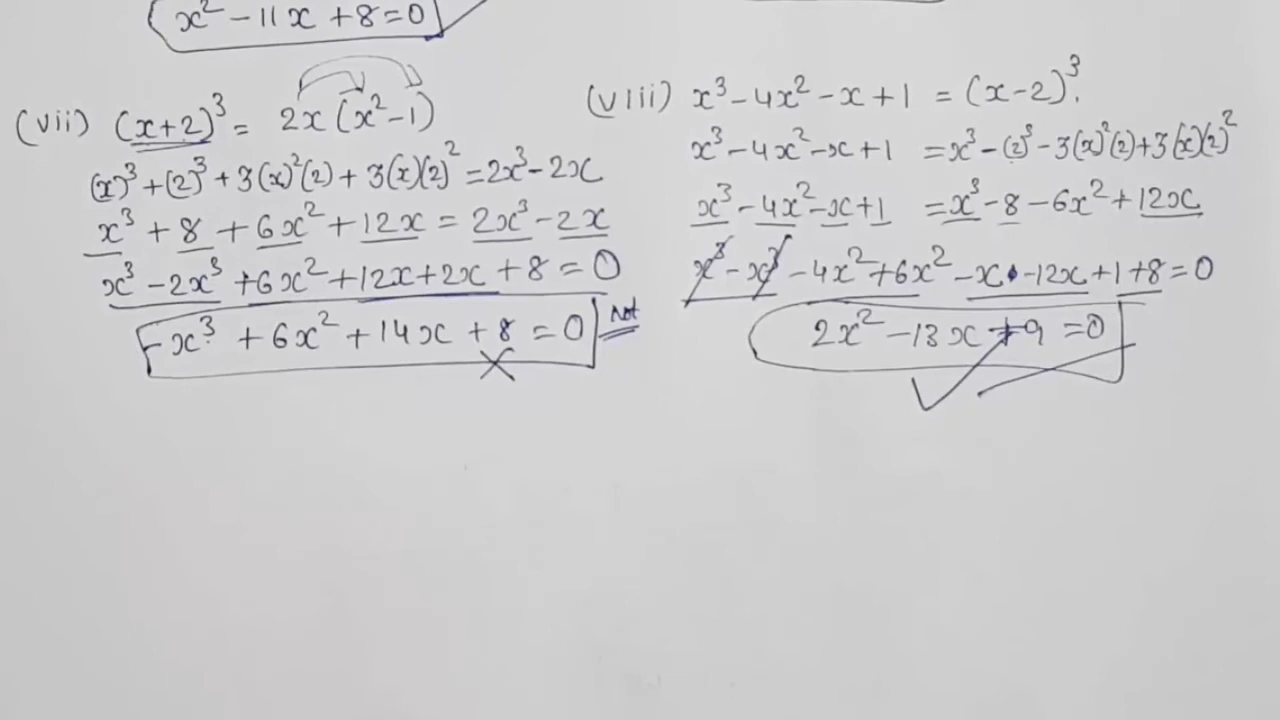 x² - 11x + 8 = 0
(vii) (x+2)³ = 2x(x² - 1)
(x)³ + (2)³ + 3(x)²(2) + 3(x)(2)² = 2x³ - 2x
x³ + 8 + 6x² + 12x = 2x³ - 2x
x³ - 2x³ + 6x² + 12x + 2x + 8 = 0
-x³ + 6x² + 14x + 8 = 0 Not
(viii) x³ - 4x² - x + 1 = (x-2)³.
x³ - 4x² - x + 1 = x³ - (2)³ - 3(x)²(2) + 3(x)(2)²
x³ - 4x² - x + 1 = x³ - 8 - 6x² + 12x
x³ - x³ - 4x² + 6x² - x - 12x + 1 + 8 = 0
2x² - 13x + 9 = 0